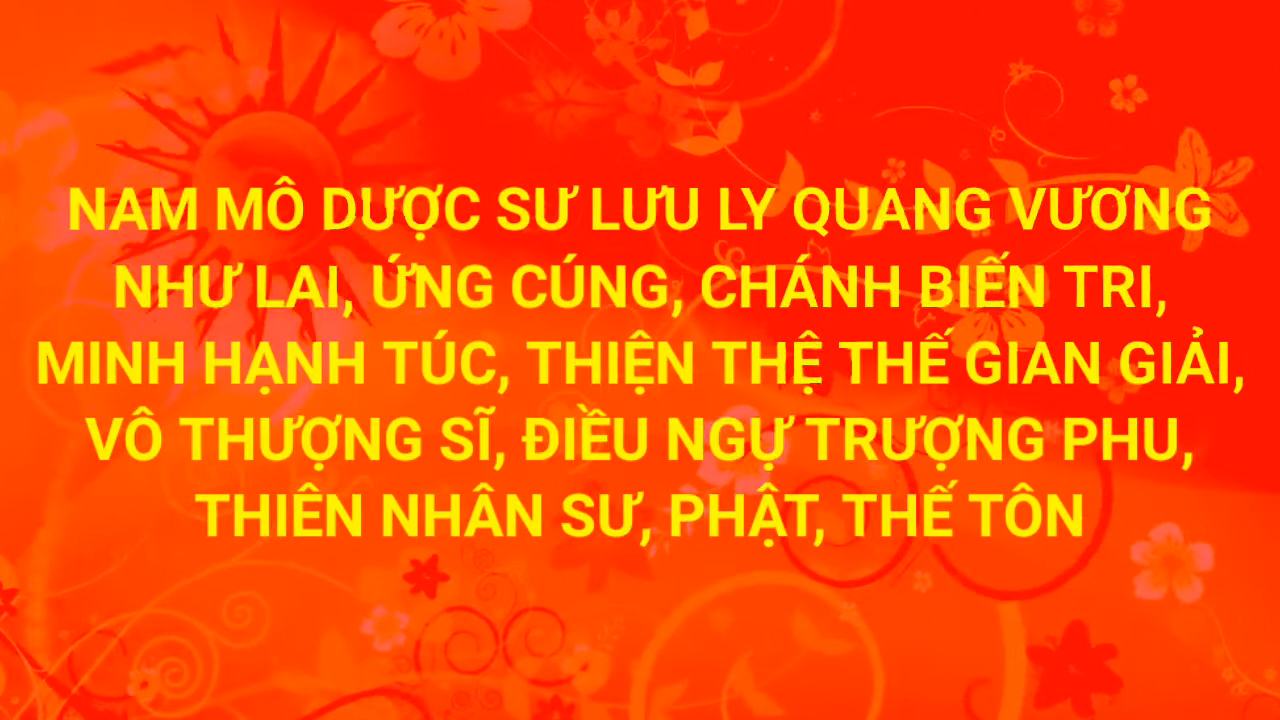 NAM MÔ DƯỢC SƯ LƯU LY QUANG VƯƠNG
NHƯ LAI, ỨNG CÚNG, CHÁNH BIẾN TRI,
MINH HẠNH TÚC, THIỆN THỆ THẾ GIAN GIẢI,
VÔ THƯỢNG SĨ, ĐIỀU NGỰ TRƯỢNG PHU,
THIÊN NHÂN SƯ, PHẬT, THẾ TÔN